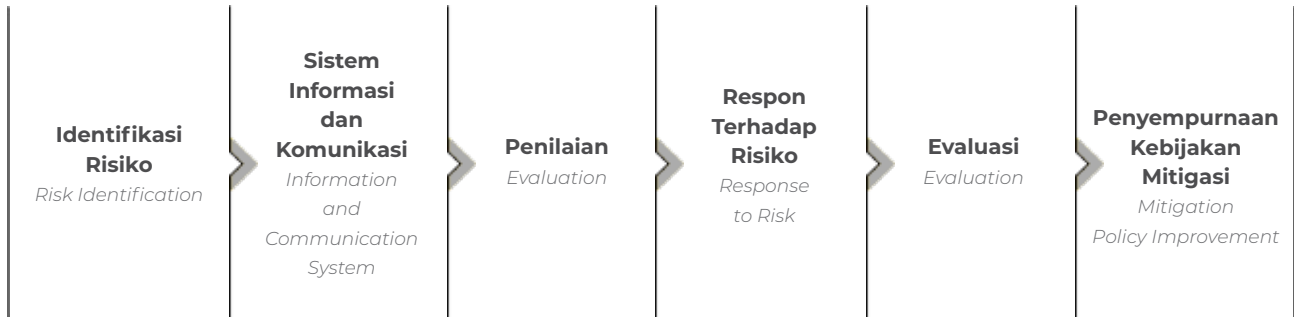 Identifikasi
Risiko
Risk Identification
Sistem
Informasi
dan
Komunikasi
Information
and
Communication
System
Penilaian
Evaluation
Respon
Terhadap
Risiko
Response
to Risk
Evaluasi
Evaluation
Penyempurnaan
Kebijakan
Mitigasi
Mitigation
Policy Improvement